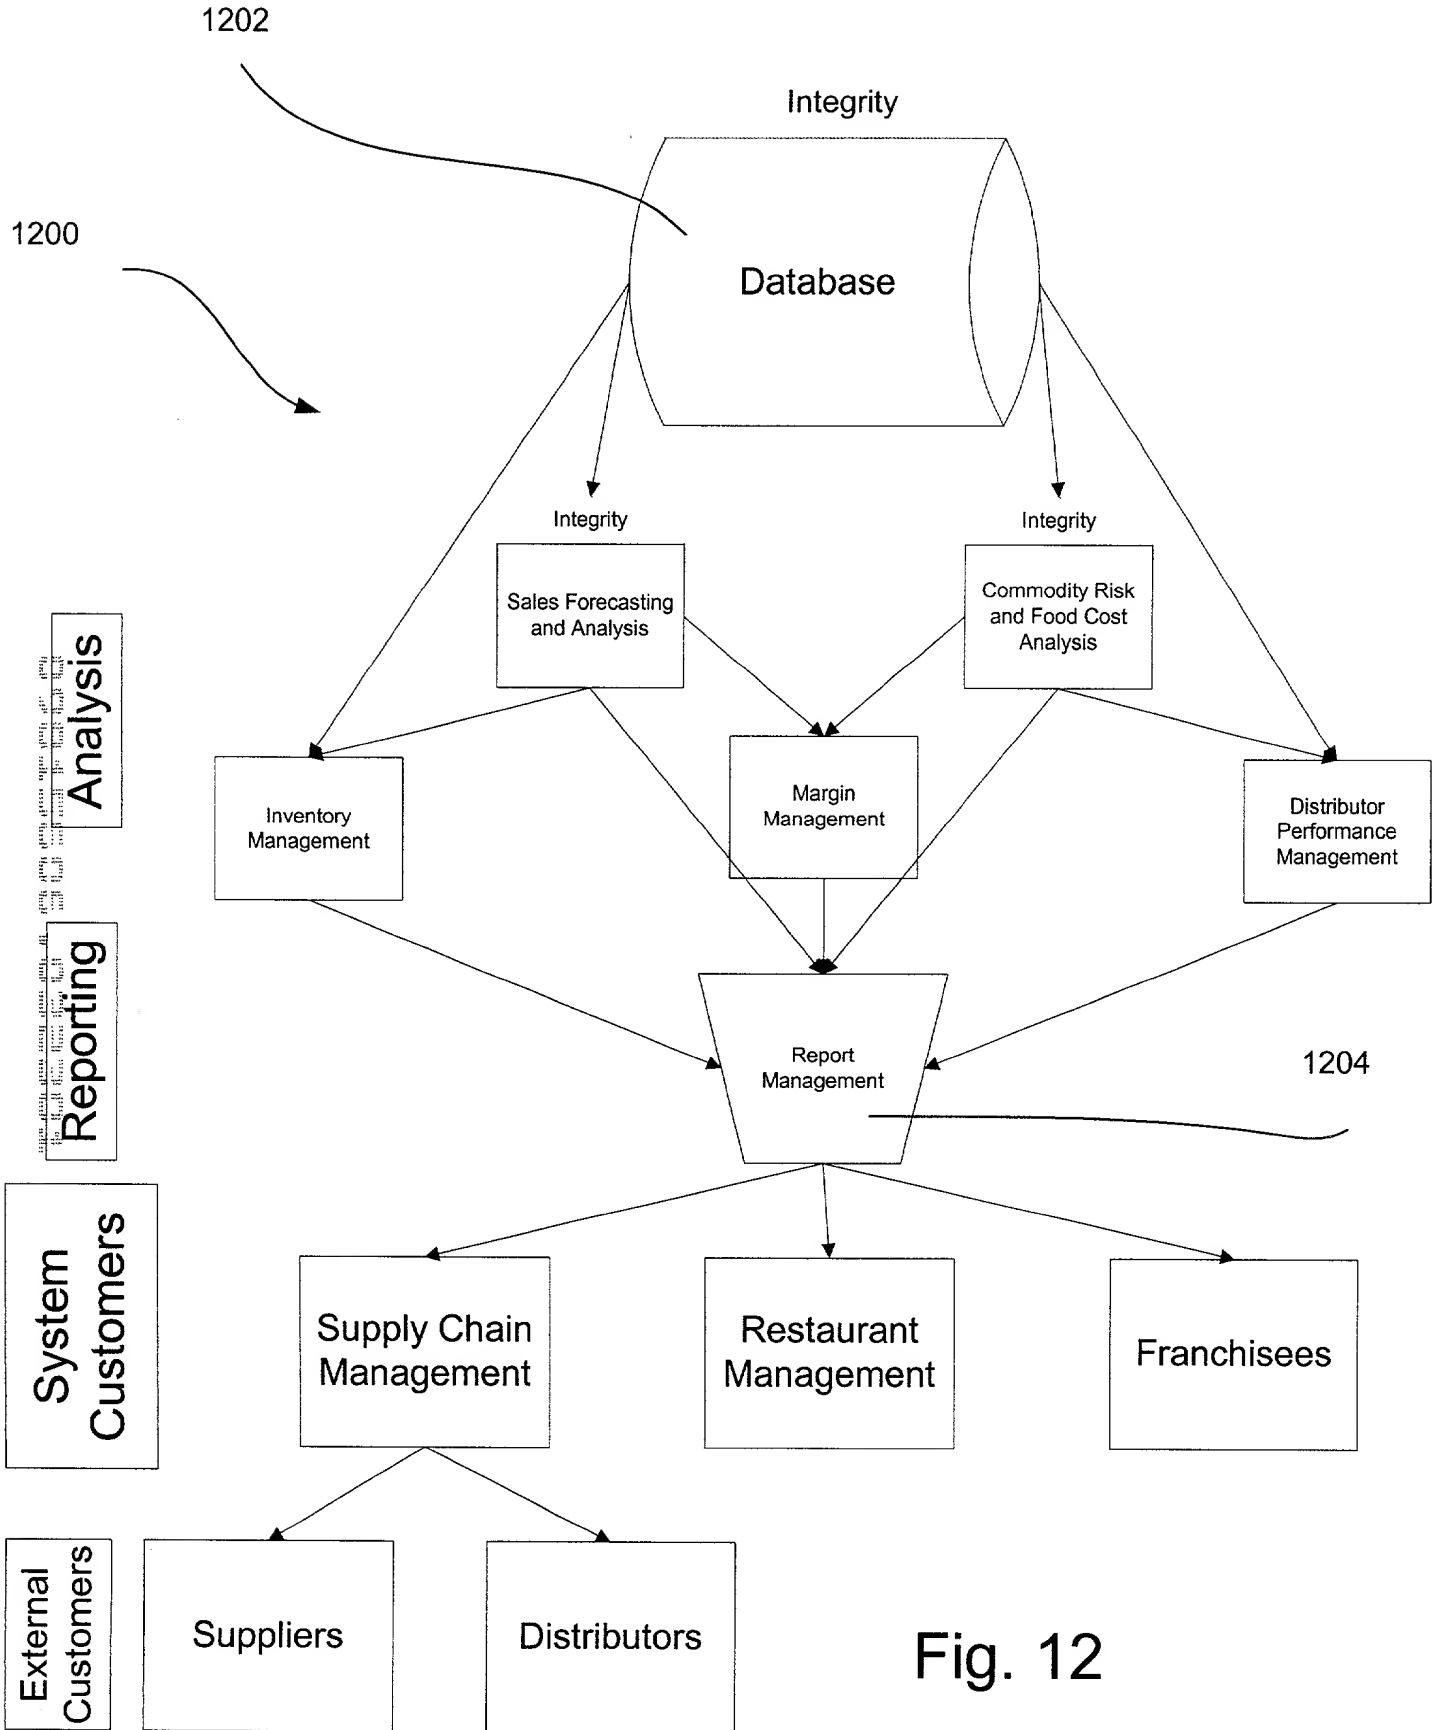 1202
Integrity
1200
Database
Integrity
Integrity
Sales Forecasting
and Analysis
Commodity Risk
and Food Cost
Analysis
Analysis
Inventory
Management
Margin
Management
Distributor
Performance
Management
Reporting
Report
Management
1204
System
Customers
Supply Chain
Management
Restaurant
Management
Franchisees
External
Customers
Suppliers
Distributors
Fig. 12